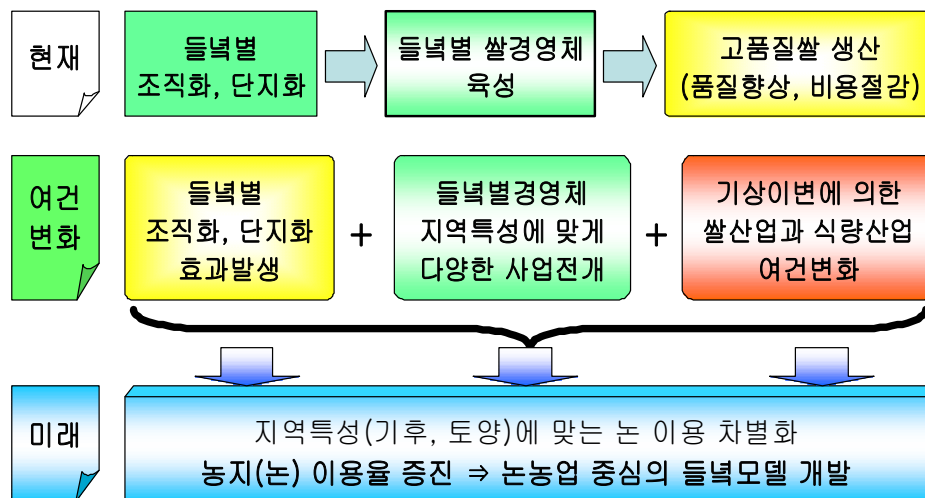 현재
들녘별
조직화, 단지화
들녘별 쌀경영체
육성
고품질쌀 생산
(품질향상, 비용절감)
여건
변화
들녘별
조직화, 단지화
효과발생
+
들녘별경영체
지역특성에 맞게
다양한 사업전개
+
기상이변에 의한
쌀산업과 식량산업
여건변화
미래
지역특성(기후, 토양)에 맞는 논 이용 차별화
농지(논) 이용율 증진 ⇒ 논농업 중심의 들녘모델 개발